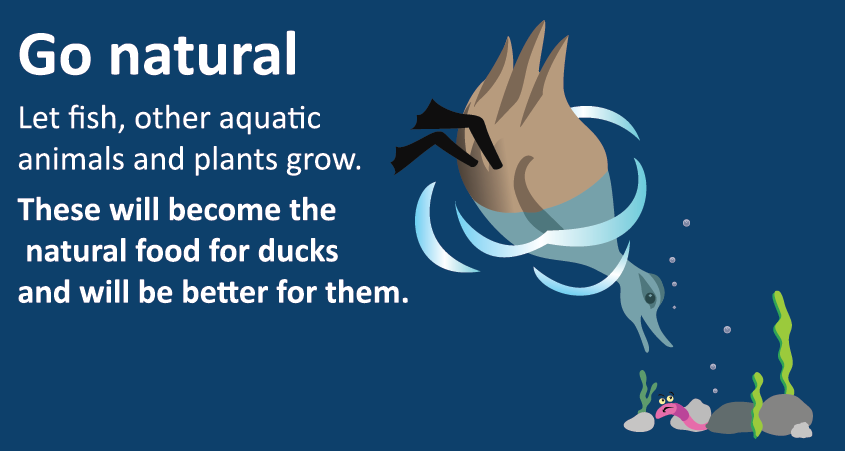 Go natural
Let fish, other aquatic
animals and plants grow.
These will become the
natural food for ducks
and will be better for them.